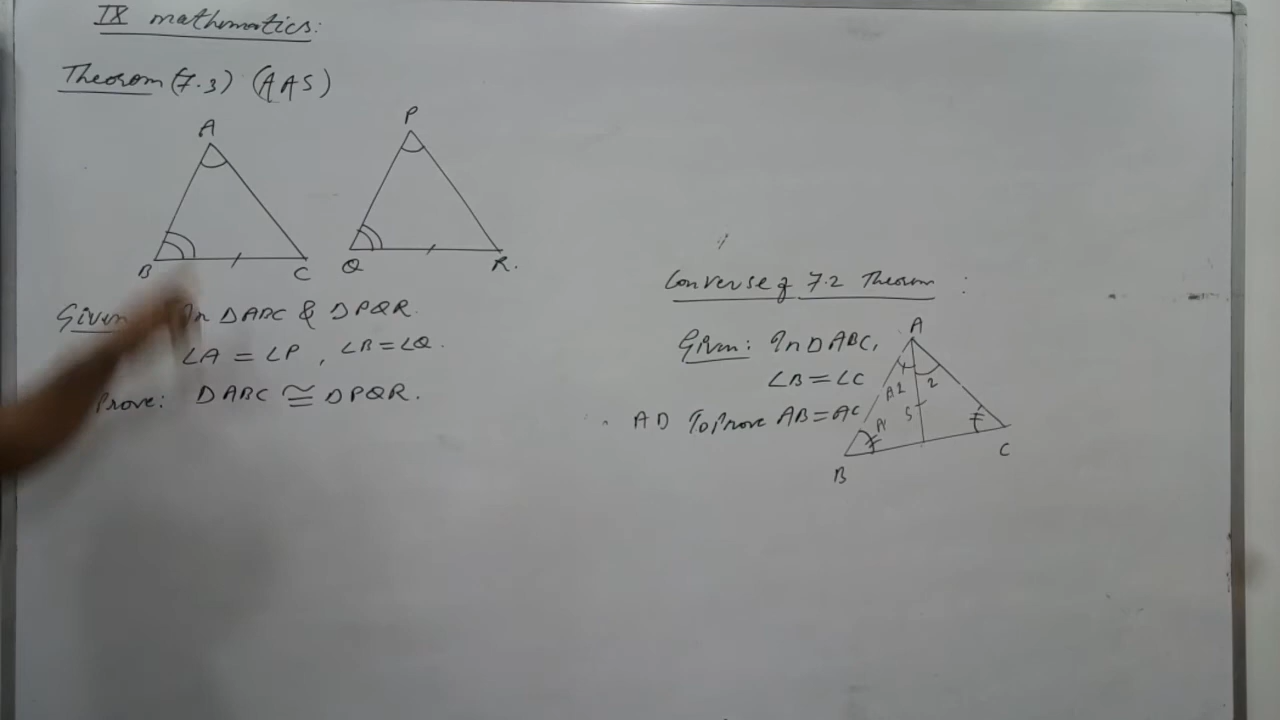 IX mathematics:
Theorom (7.3) (AAS)
A
P
B
C
Q
R.
Given In ΔABC & ΔPQR.
∠A = ∠P, ∠B = ∠Q.
Prove: ΔABC ≅ ΔPQR.
Converse of 7.2 Theorem :
Given: In ΔABC,
∠B = ∠C
AD To Prove AB = AC
A
1
2
A
S
A
B
C